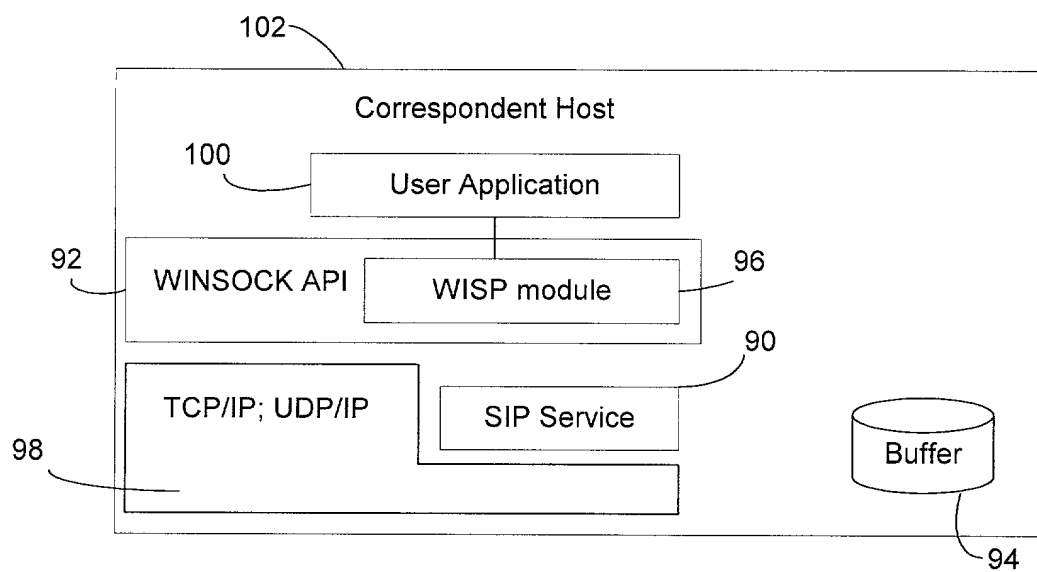 102
Correspondent Host
100
User Application
92
WINSOCK API
WISP module
96
90
TCP/IP; UDP/IP
SIP Service
98
Buffer
94